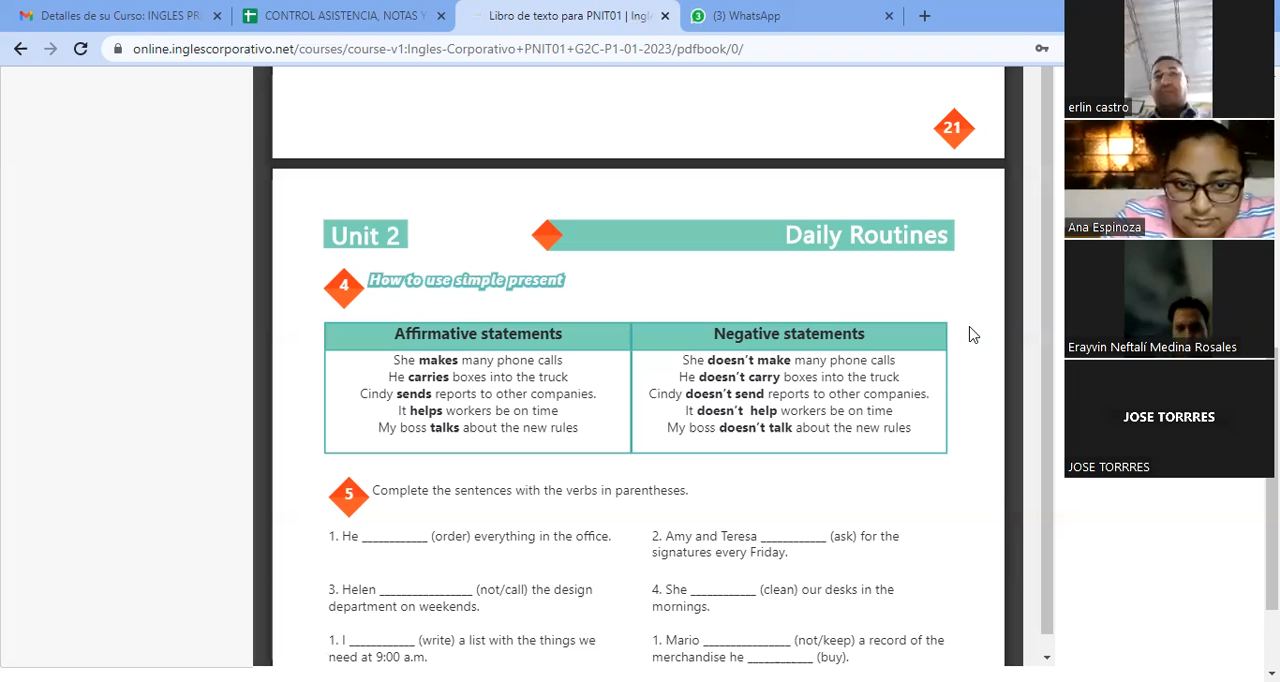 Detalles de su Curso: INGLES PRE
CONTROL ASISTENCIA, NOTAS Y
Libro de texto para PNIT01 | Ingl
(3) WhatsApp
online.inglescorporativo.net/courses/course-v1:Ingles-Corporativo+PNIT01+G2C-P1-01-2023/pdfbook/0/
erlin castro
21
Ana Espinoza
Unit 2
Daily Routines
4
How to use simple present
Affirmative statements
Negative statements
She makes many phone calls
She doesn't make many phone calls
He carries boxes into the truck
He doesn't carry boxes into the truck
Cindy sends reports to other companies.
Cindy doesn't send reports to other companies.
It helps workers be on time
It doesn't help workers be on time
My boss talks about the new rules
My boss doesn't talk about the new rules
Erayvin Neftalí Medina Rosales
JOSE TORRRES
JOSE TORRRES
5
Complete the sentences with the verbs in parentheses.
1. He ____________ (order) everything in the office.
2. Amy and Teresa ____________ (ask) for the
signatures every Friday.
3. Helen _________________ (not/call) the design
department on weekends.
4. She ____________ (clean) our desks in the
mornings.
1. I ____________ (write) a list with the things we
need at 9:00 a.m.
1. Mario ________________ (not/keep) a record of the
merchandise he ____________ (buy).